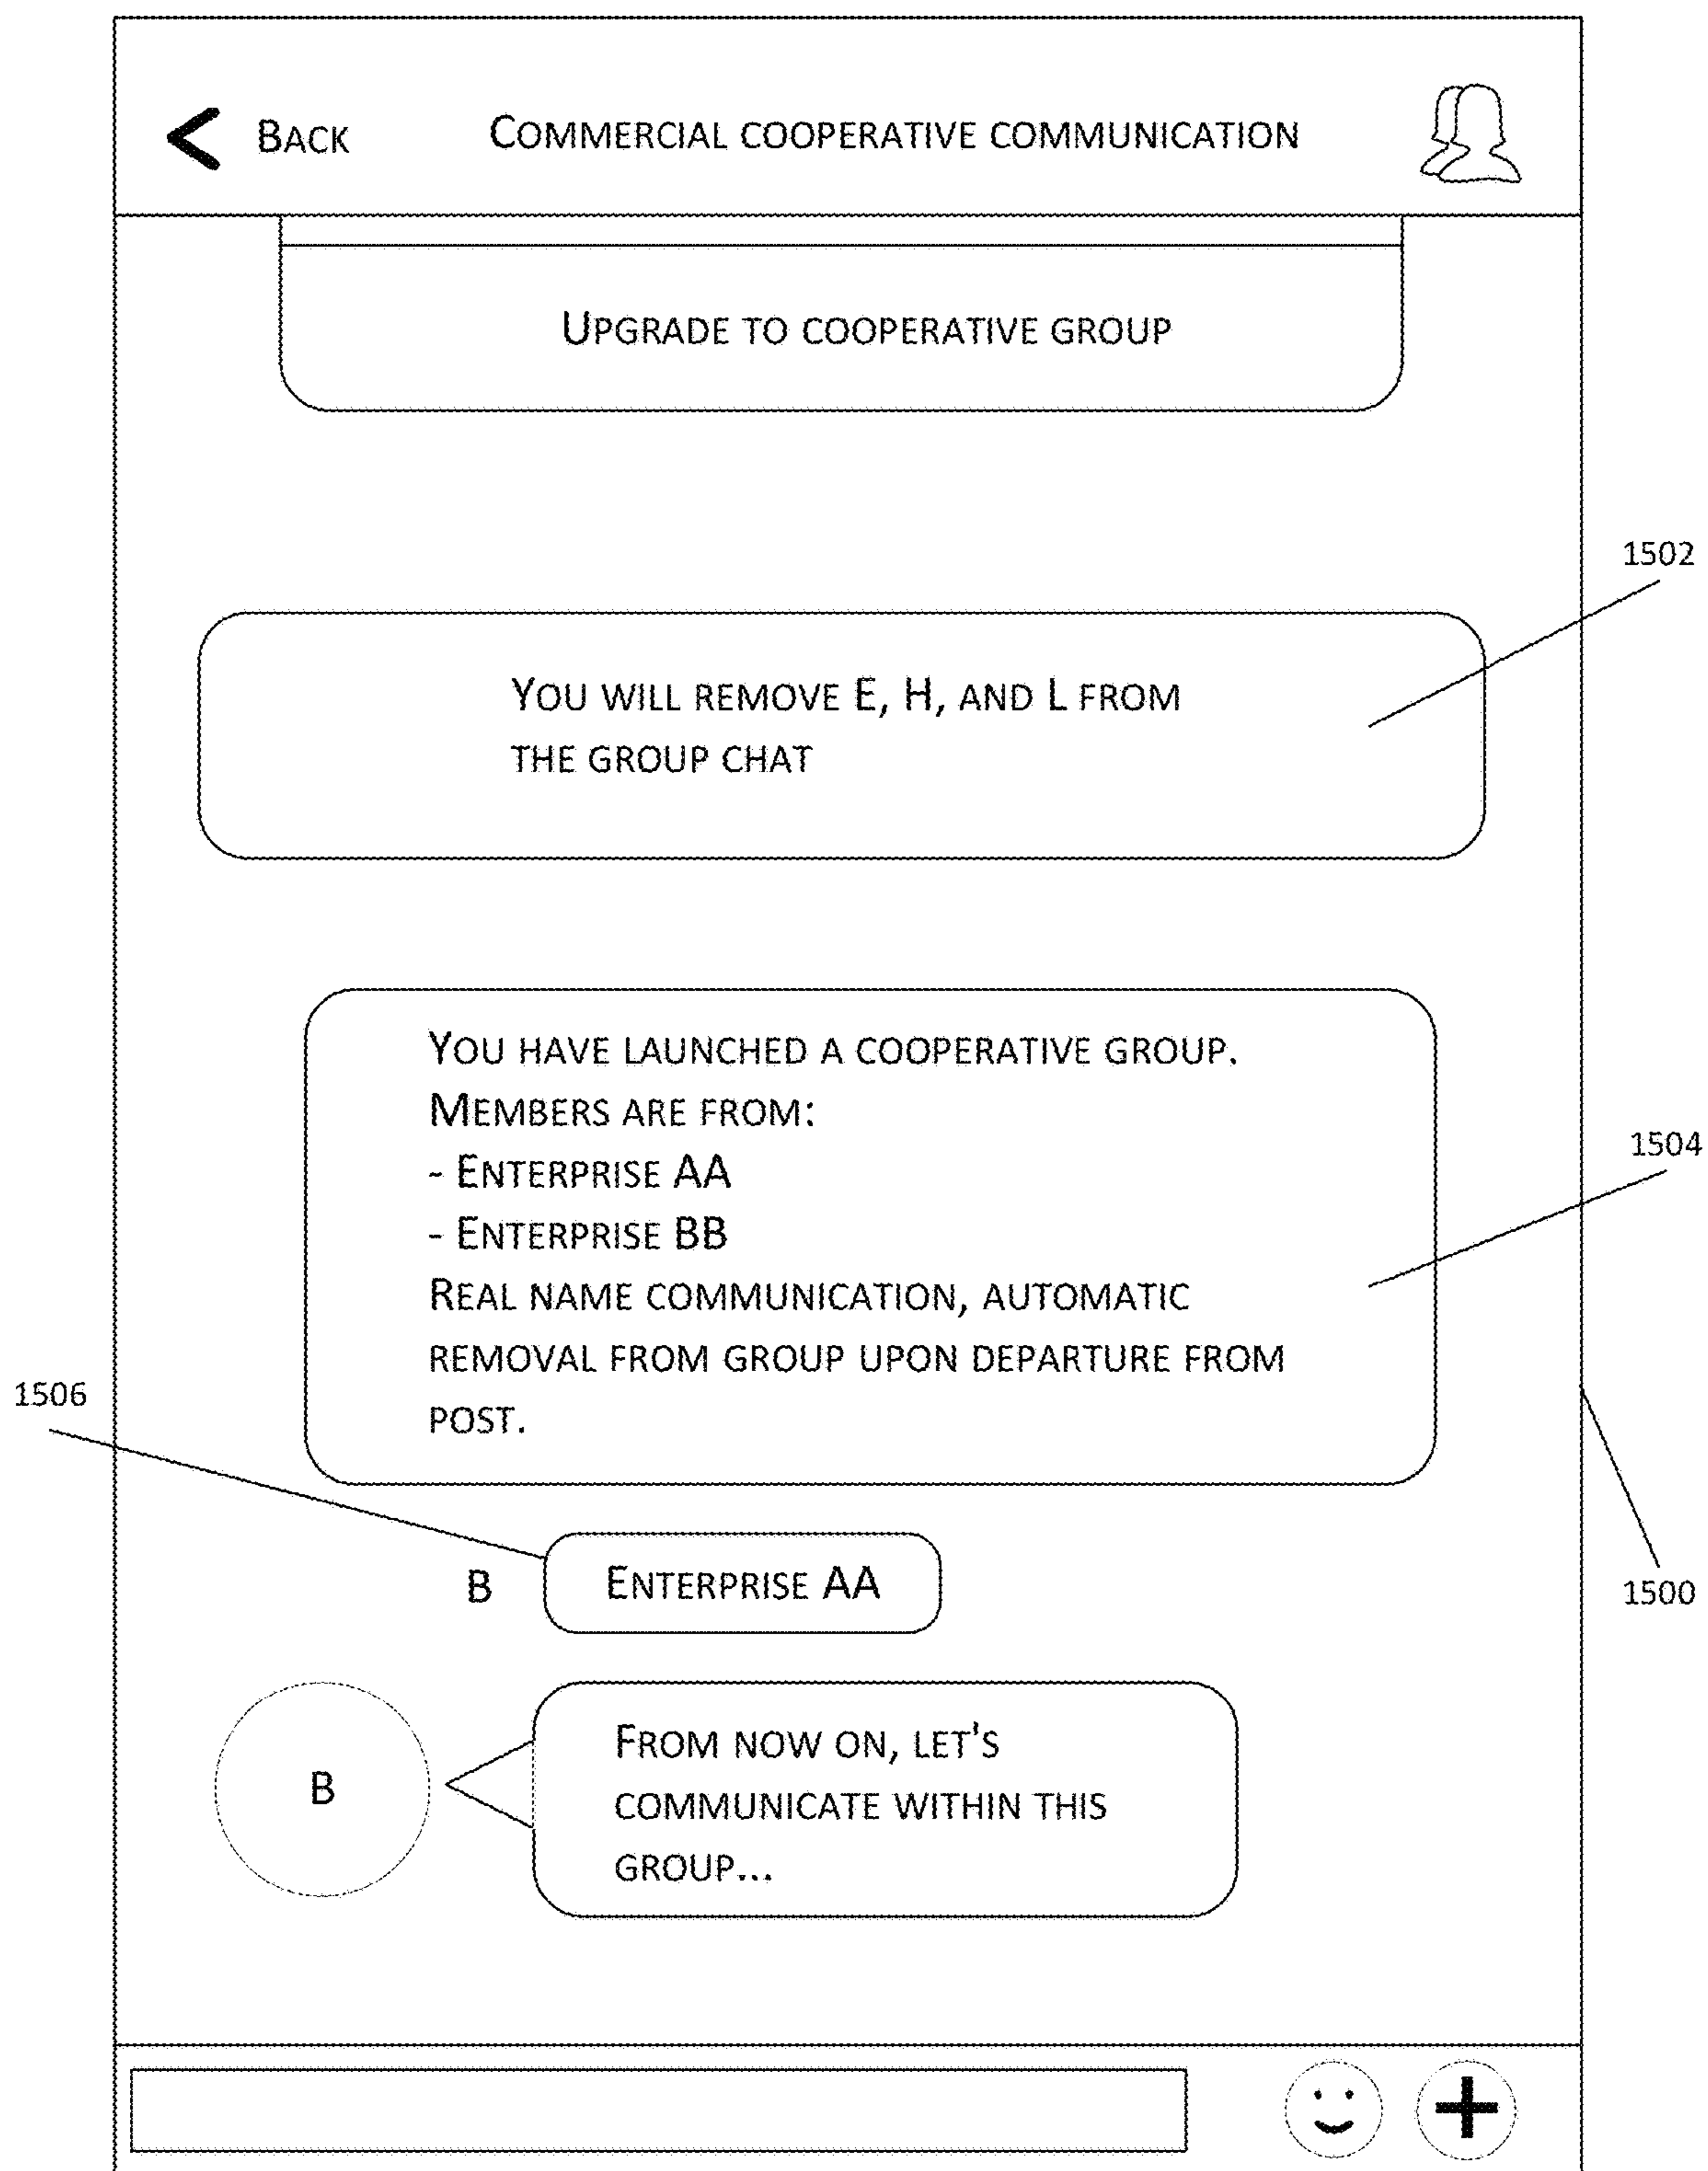 Back
Commercial cooperative communication
Upgrade to cooperative group
1502
You will remove E, H, and L from
the group chat
You have launched a cooperative group.
Members are from:
- Enterprise AA
- Enterprise BB
Real name communication, automatic
removal from group upon departure from
post.
1504
1506
B
Enterprise AA
1500
B
From now on, let's
communicate within this
group...